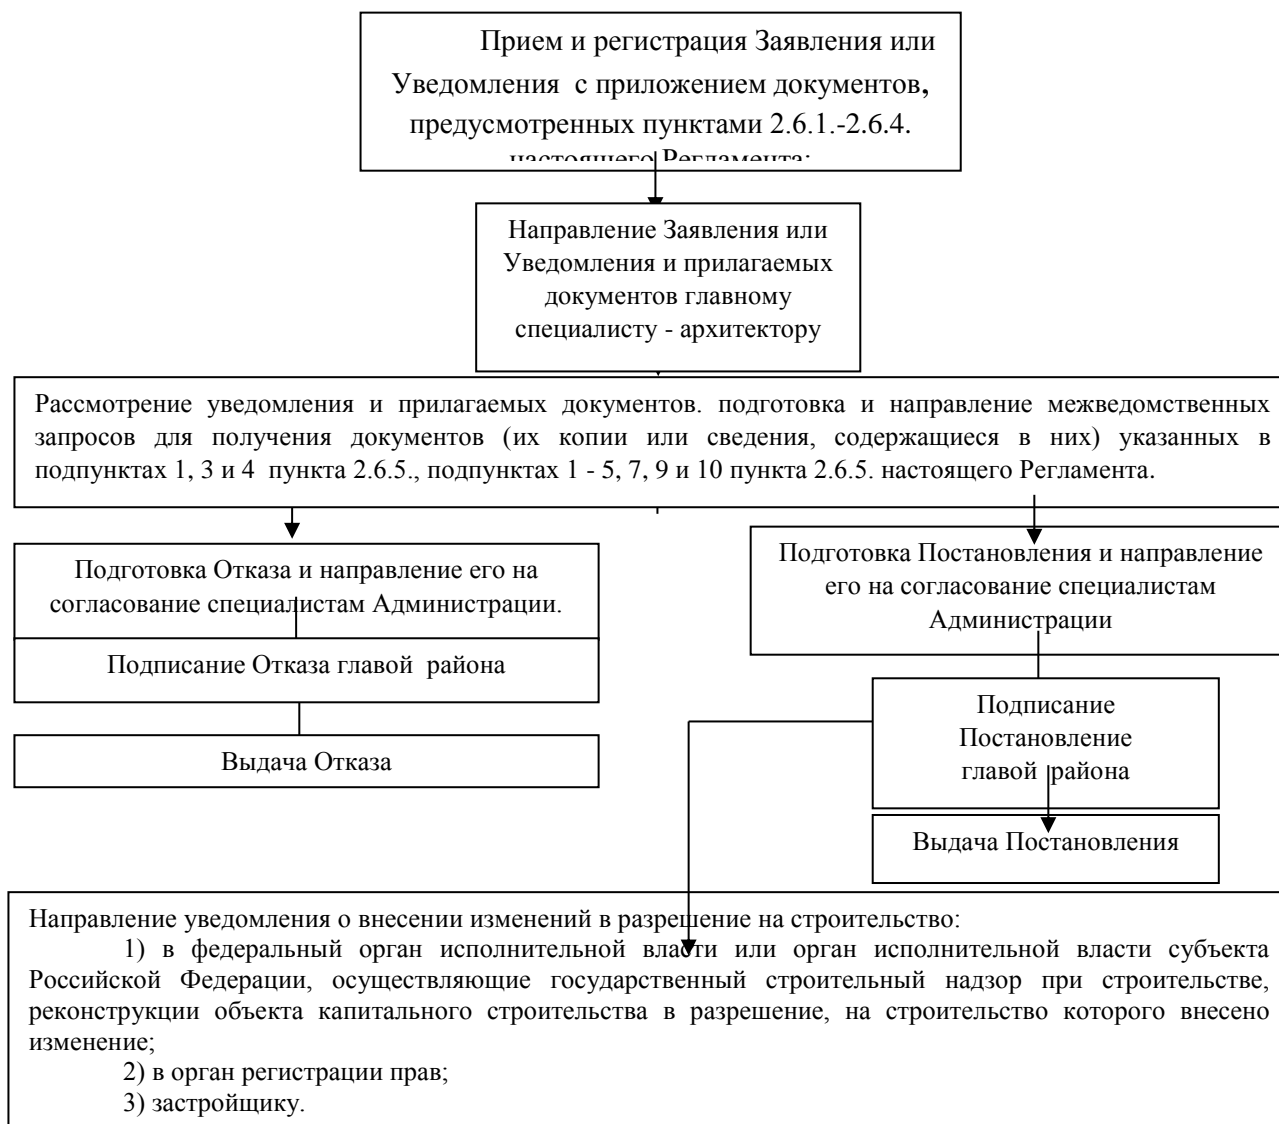 Прием и регистрация Заявления или
Уведомления с приложением документов,
предусмотренных пунктами 2.6.1.-2.6.4.
настоящего Регламента:
Направление Заявления или
Уведомления и прилагаемых
документов главному
специалисту - архитектору
Рассмотрение уведомления и прилагаемых документов. подготовка и направление межведомственных
запросов для получения документов (их копии или сведения, содержащиеся в них) указанных в
подпунктах 1, 3 и 4 пункта 2.6.5., подпунктах 1 - 5, 7, 9 и 10 пункта 2.6.5. настоящего Регламента.
Подготовка Отказа и направление его на
согласование специалистам Администрации.
Подписание Отказа главой района
Выдача Отказа
Подготовка Постановления и направление
его на согласование специалистам
Администрации
Подписание
Постановление
главой района
Выдача Постановления
Направление уведомления о внесении изменений в разрешение на строительство:
1) в федеральный орган исполнительной власти или орган исполнительной власти субъекта
Российской Федерации, осуществляющие государственный строительный надзор при строительстве,
реконструкции объекта капитального строительства в разрешение, на строительство которого внесено
изменение;
2) в орган регистрации прав;
3) застройщику.